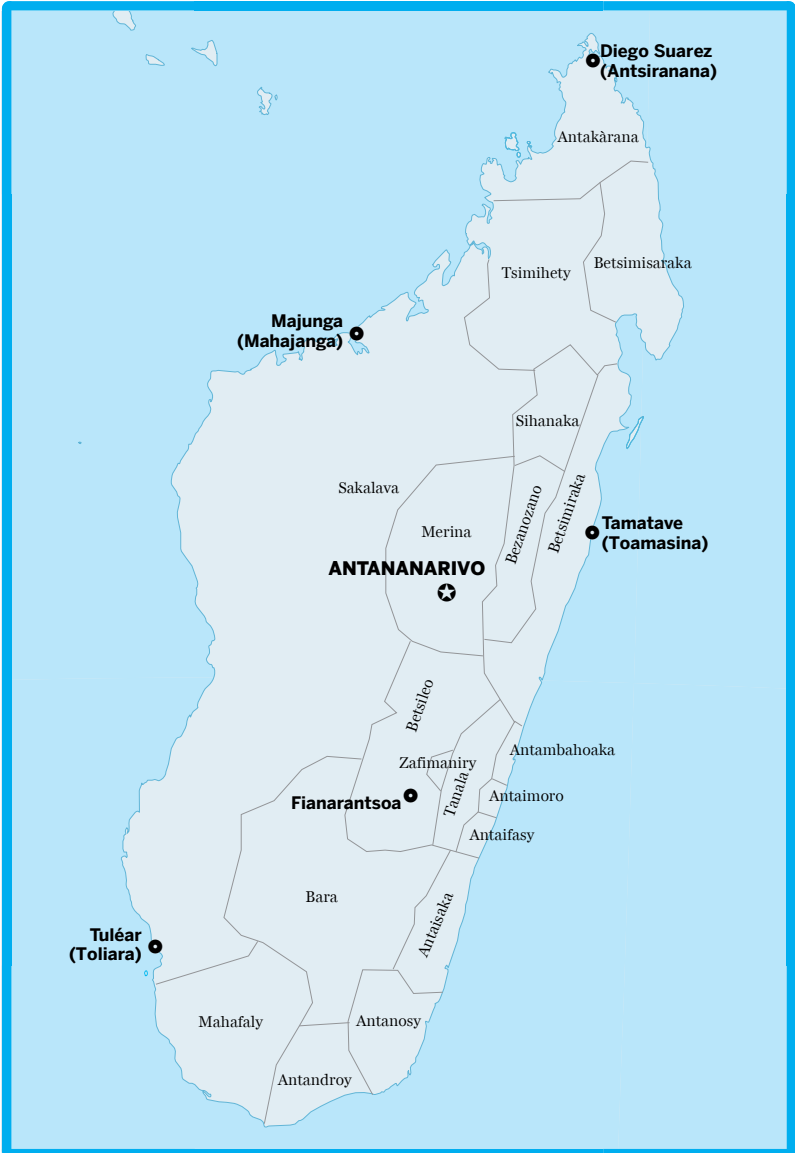 Diego Suarez
(Antsiranana)
Antakàrana
Betsimisaraka
Tsimihety
Majunga
(Mahajanga)
Sihanaka
Sakalava
Bezanozano
Betsimiraka
Merina
Tamatave
(Toamasina)
ANTANANARIVO
Betsileo
Antambahoaka
Zafimaniry
Tanala
Antaimoro
Fianarantsoa
Antaifasy
Bara
Antaisaka
Tuléar
(Toliara)
Mahafaly
Antanosy
Antandroy